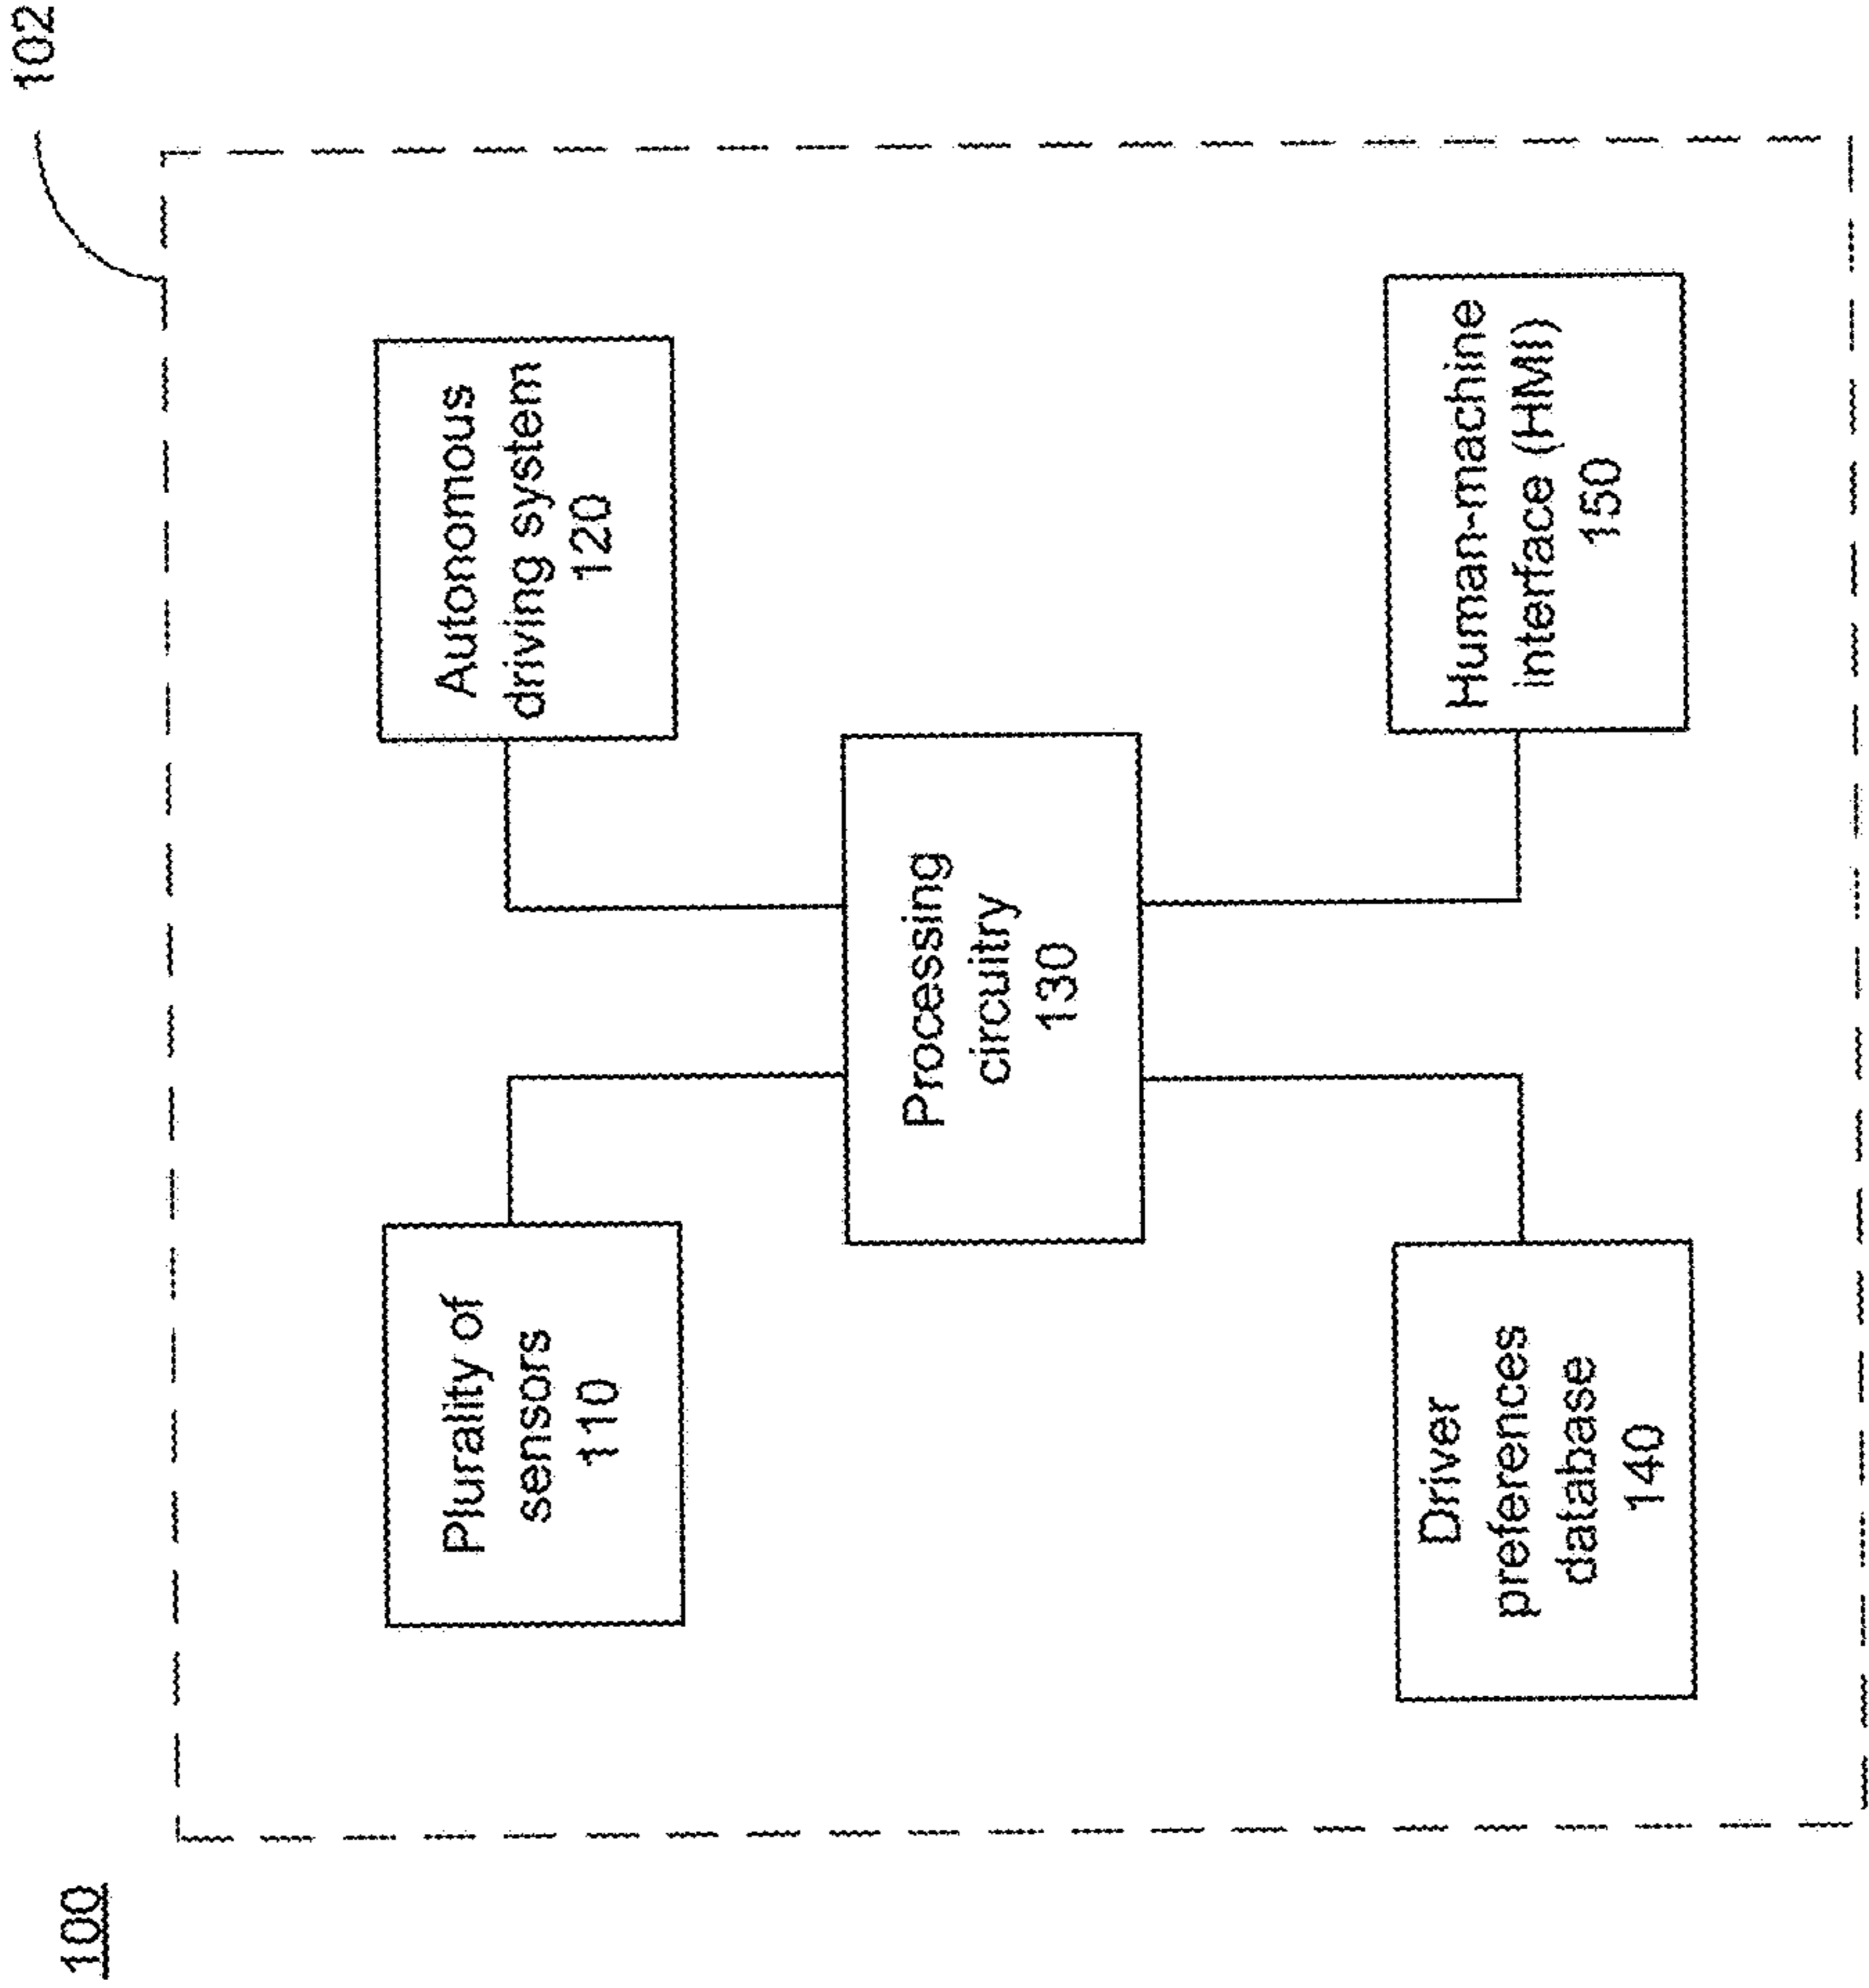 100
102
Plurality of
sensors
110
Autonomous
driving system
120
Processing
circuitry
130
Driver
preferences
database
140
Human-machine
interface (HMI)
150